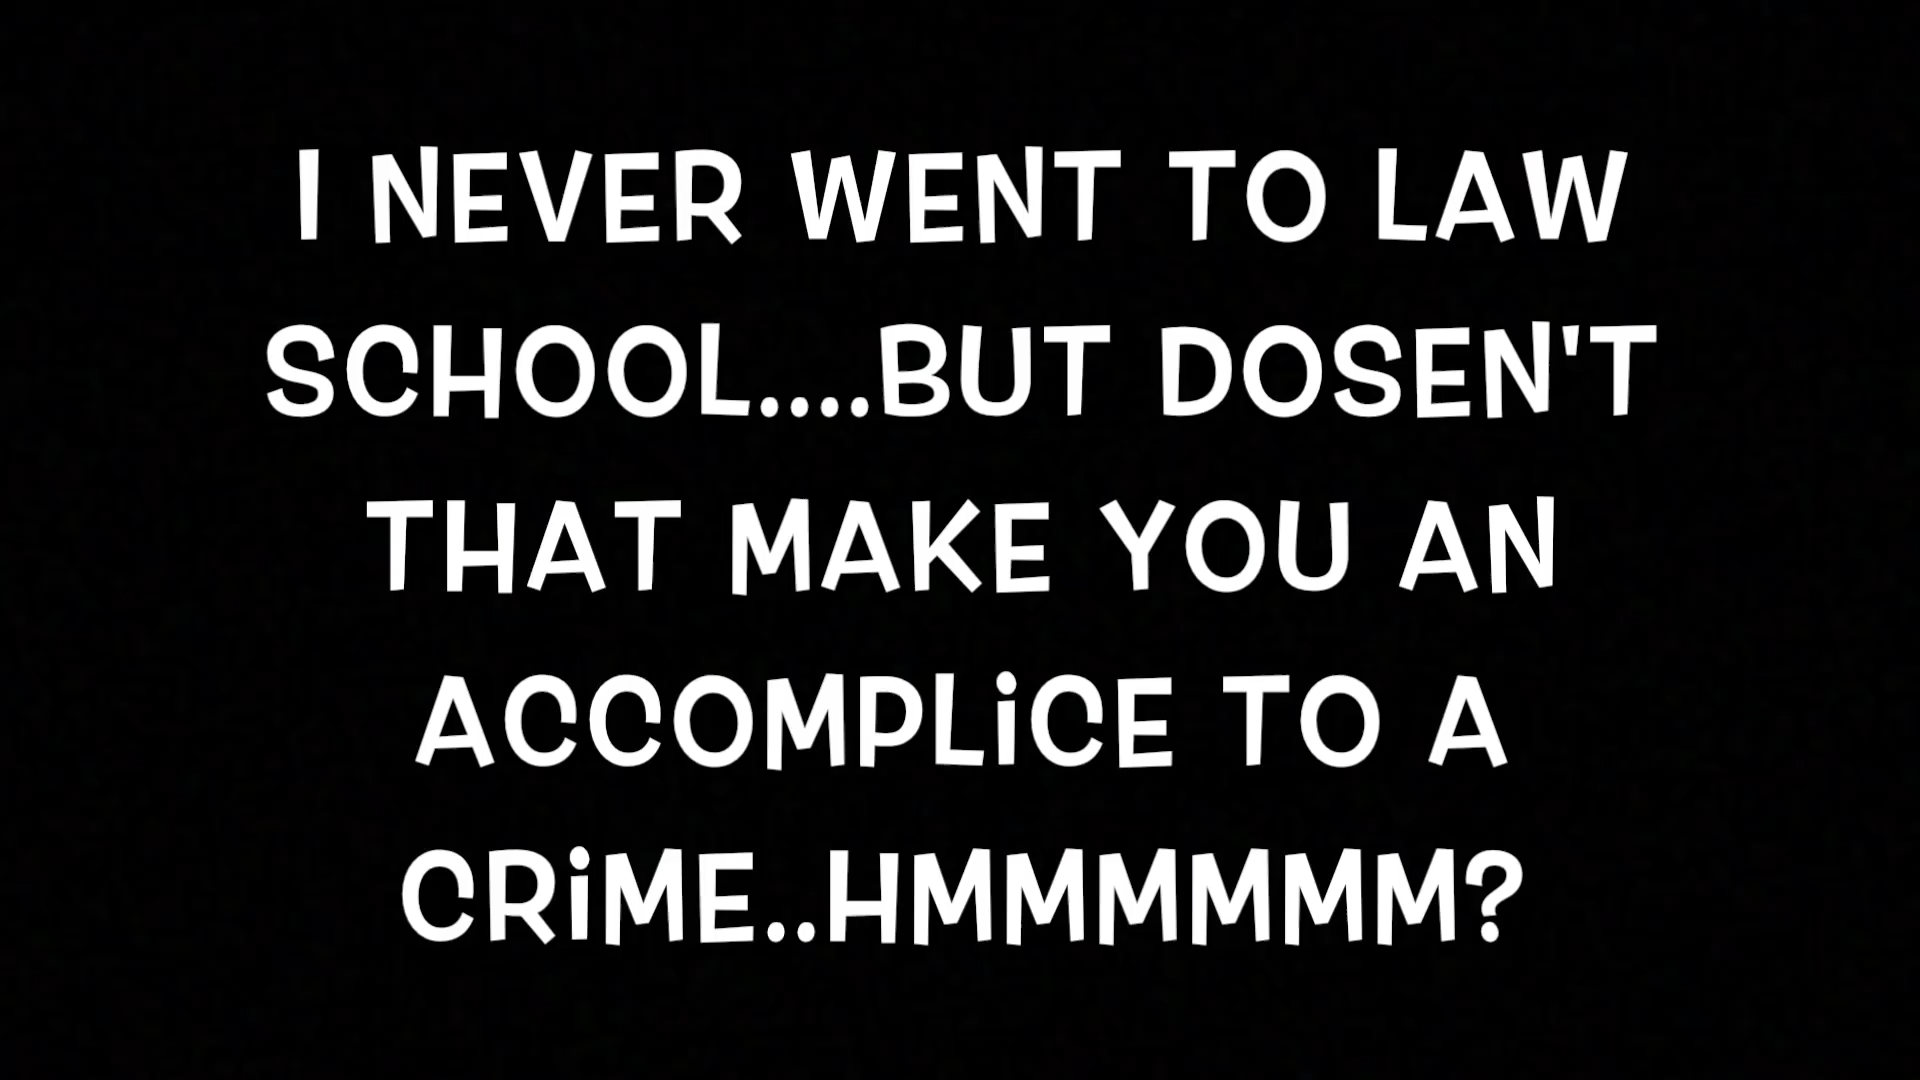 I NEVER WENT TO LAW
SCHOOL....BUT DOSEN'T
THAT MAKE YOU AN
ACCOMPLiCE TO A
CRiME..HMMMMMM?